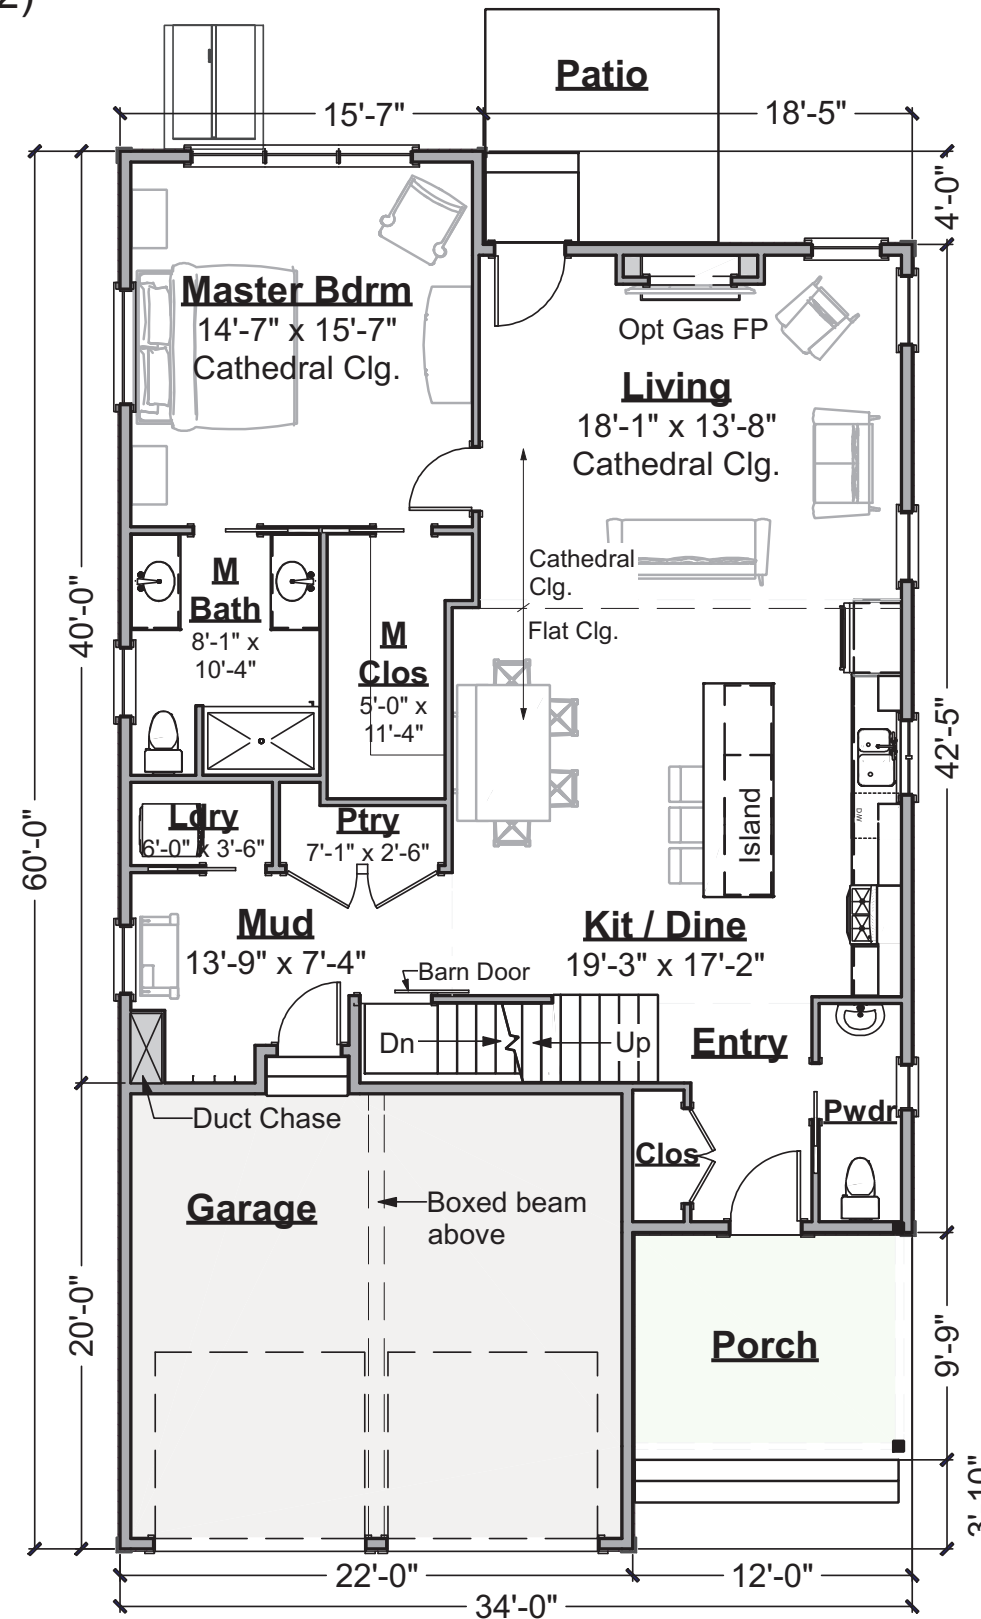 2)
Patio
15'-7"
18'-5"
4'-0"
Master Bdrm
14'-7" x 15'-7"
Cathedral Clg.
Opt Gas FP
Living
18'-1" x 13'-8"
Cathedral Clg.
Cathedral
Clg.
Flat Clg.
M
Bath
8'-1" x
10'-4"
M
Clos
5'-0" x
11'-4"
40'-0"
42'-5"
60'-0"
Island
DW
Ldry
6'-0" x 3'-6"
Ptry
7'-1" x 2'-6"
Mud
13'-9" x 7'-4"
Kit / Dine
19'-3" x 17'-2"
Barn Door
Dn
Up
Entry
Duct Chase
Pwdr
Clos
Garage
Boxed beam
above
20'-0"
Porch
9'-9"
3'-10"
22'-0"
12'-0"
34'-0"